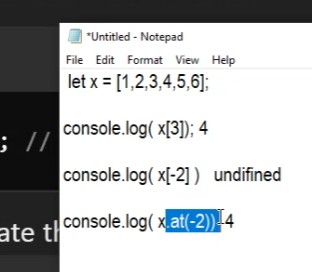 *Untitled - Notepad
File Edit Format View Help
let x = [1,2,3,4,5,6];
; //
console.log( x[3]); 4
console.log( x[-2] ) undifined
console.log( x.at(-2)) 4
ate th